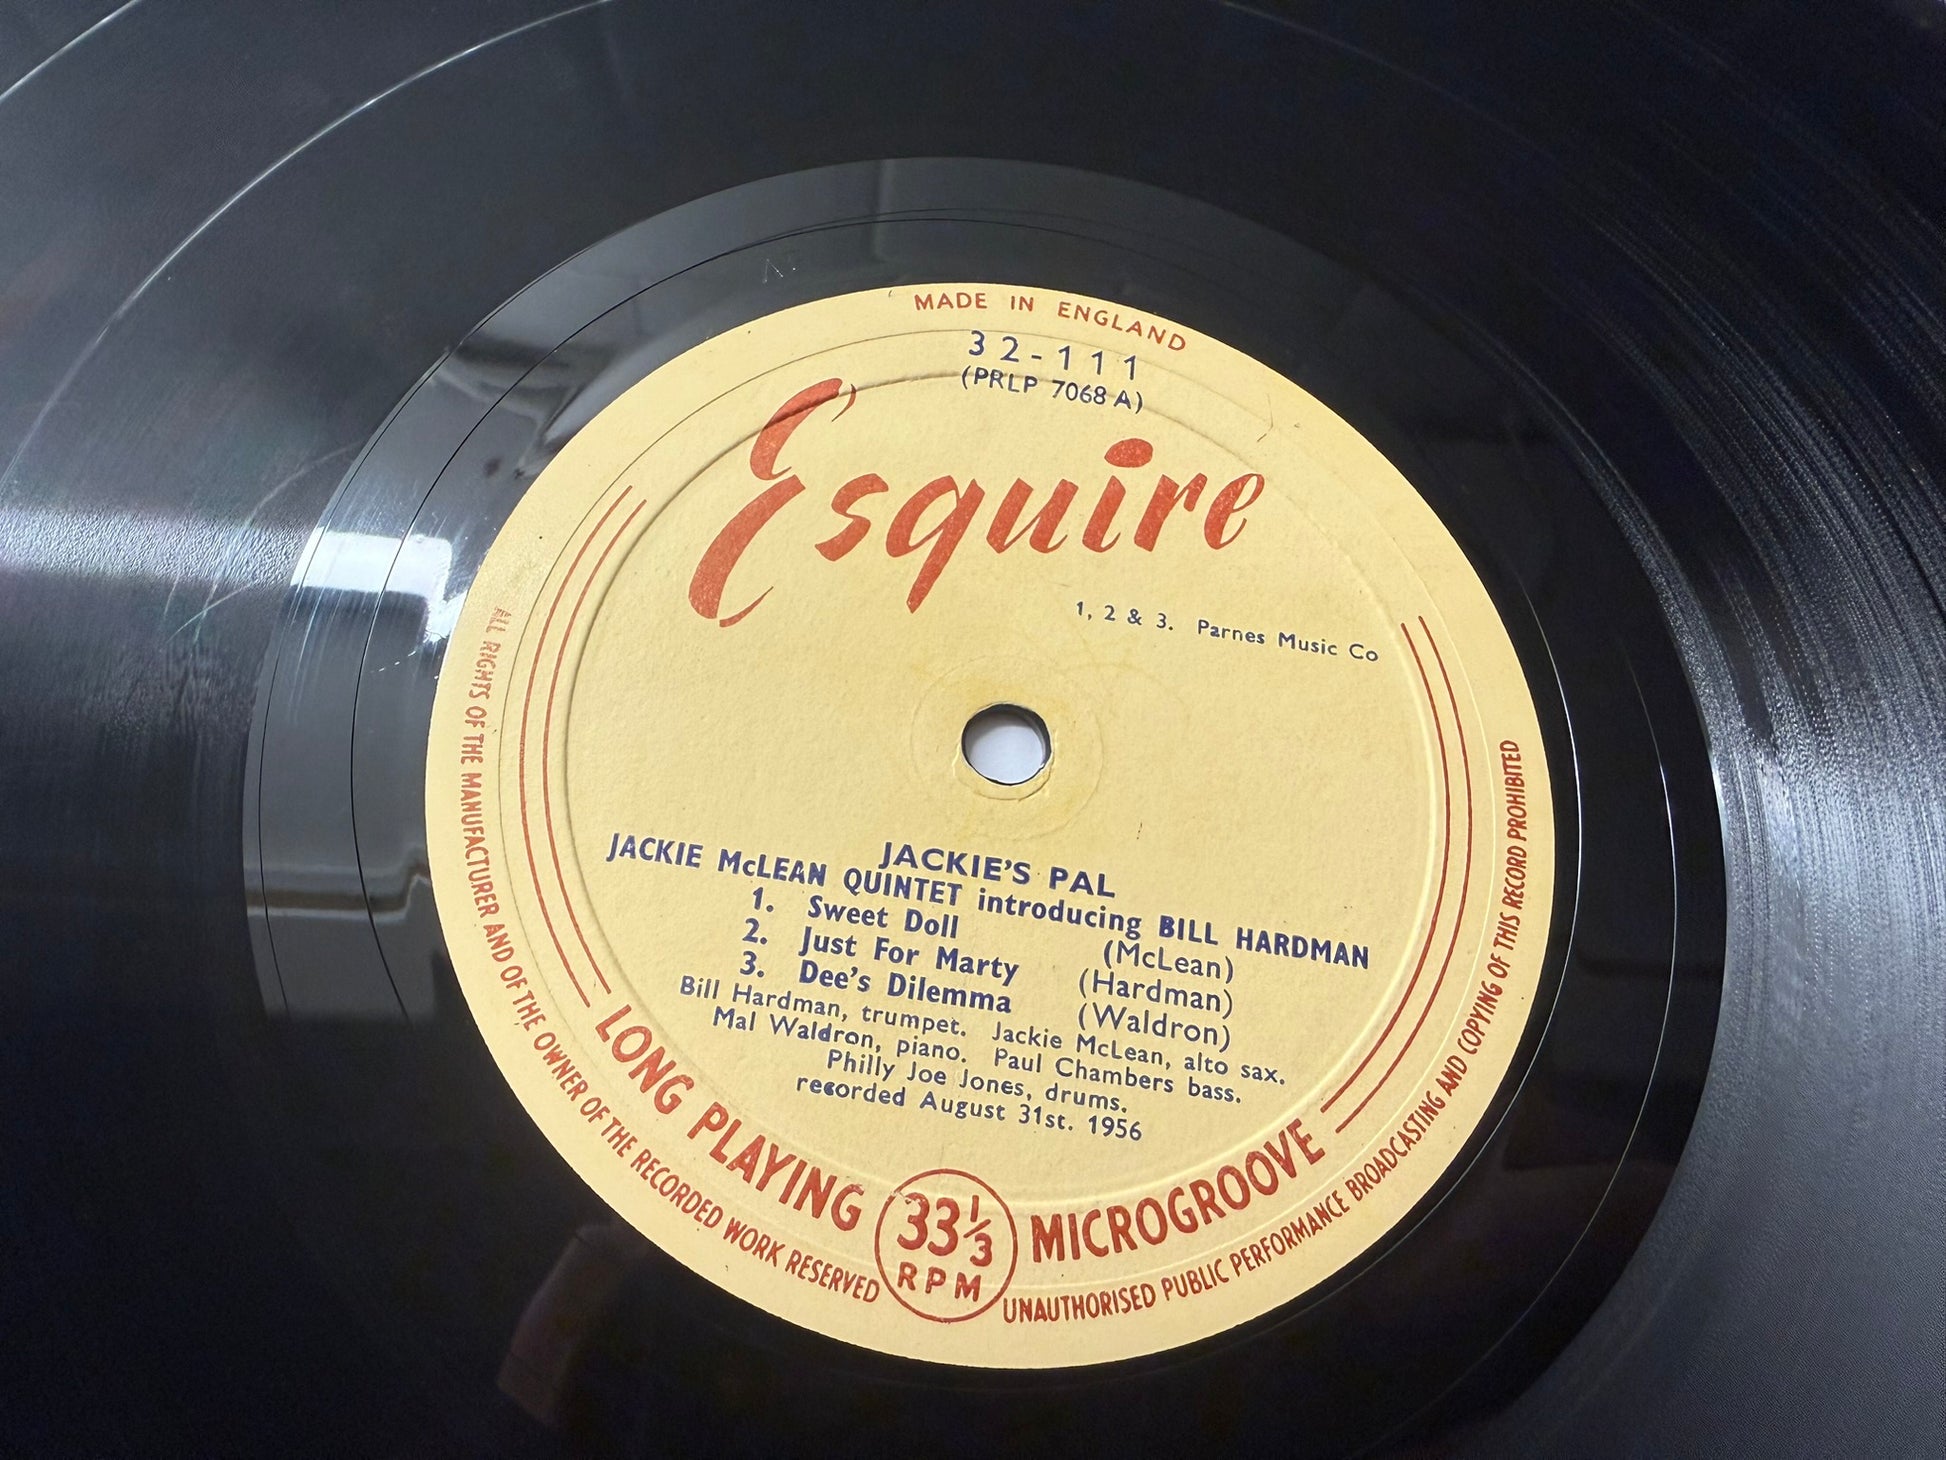 MADE IN ENGLAND
32-111
(PRLP 7068 A)
Esquire
1, 2 & 3. Parnes Music Co
JACKIE'S PAL
JACKIE McLEAN QUINTET introducing BILL HARDMAN
1. Sweet Doll (McLean)
2. Just For Marty (Hardman)
3. Dee's Dilemma (Waldron)
Bill Hardman, trumpet. Jackie McLean, alto sax.
Mal Waldron, piano. Paul Chambers bass.
Philly Joe Jones, drums.
recorded August 31st. 1956
LONG PLAYING 33⅓ RPM MICROGROOVE
ALL RIGHTS OF THE MANUFACTURER AND OF THE OWNER OF THE RECORDED WORK RESERVED
UNAUTHORISED PUBLIC PERFORMANCE BROADCASTING AND COPYING OF THIS RECORD PROHIBITED